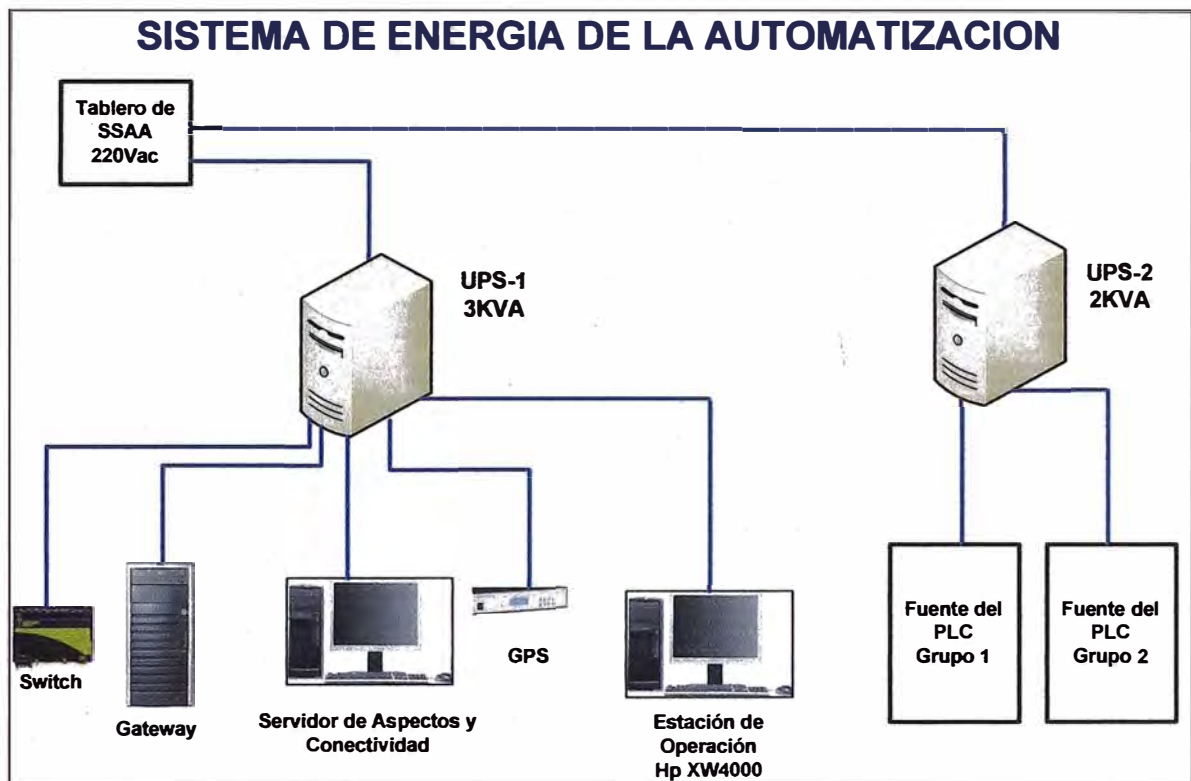 SISTEMA DE ENERGIA DE LA AUTOMATIZACION
Tablero de
SSAA
220Vac
UPS-1
3KVA
UPS-2
2KVA
Switch
Gateway
Servidor de Aspectos y
Conectividad
GPS
Estación de
Operación
Hp XW4000
Fuente del
PLC
Grupo 1
Fuente del
PLC
Grupo 2